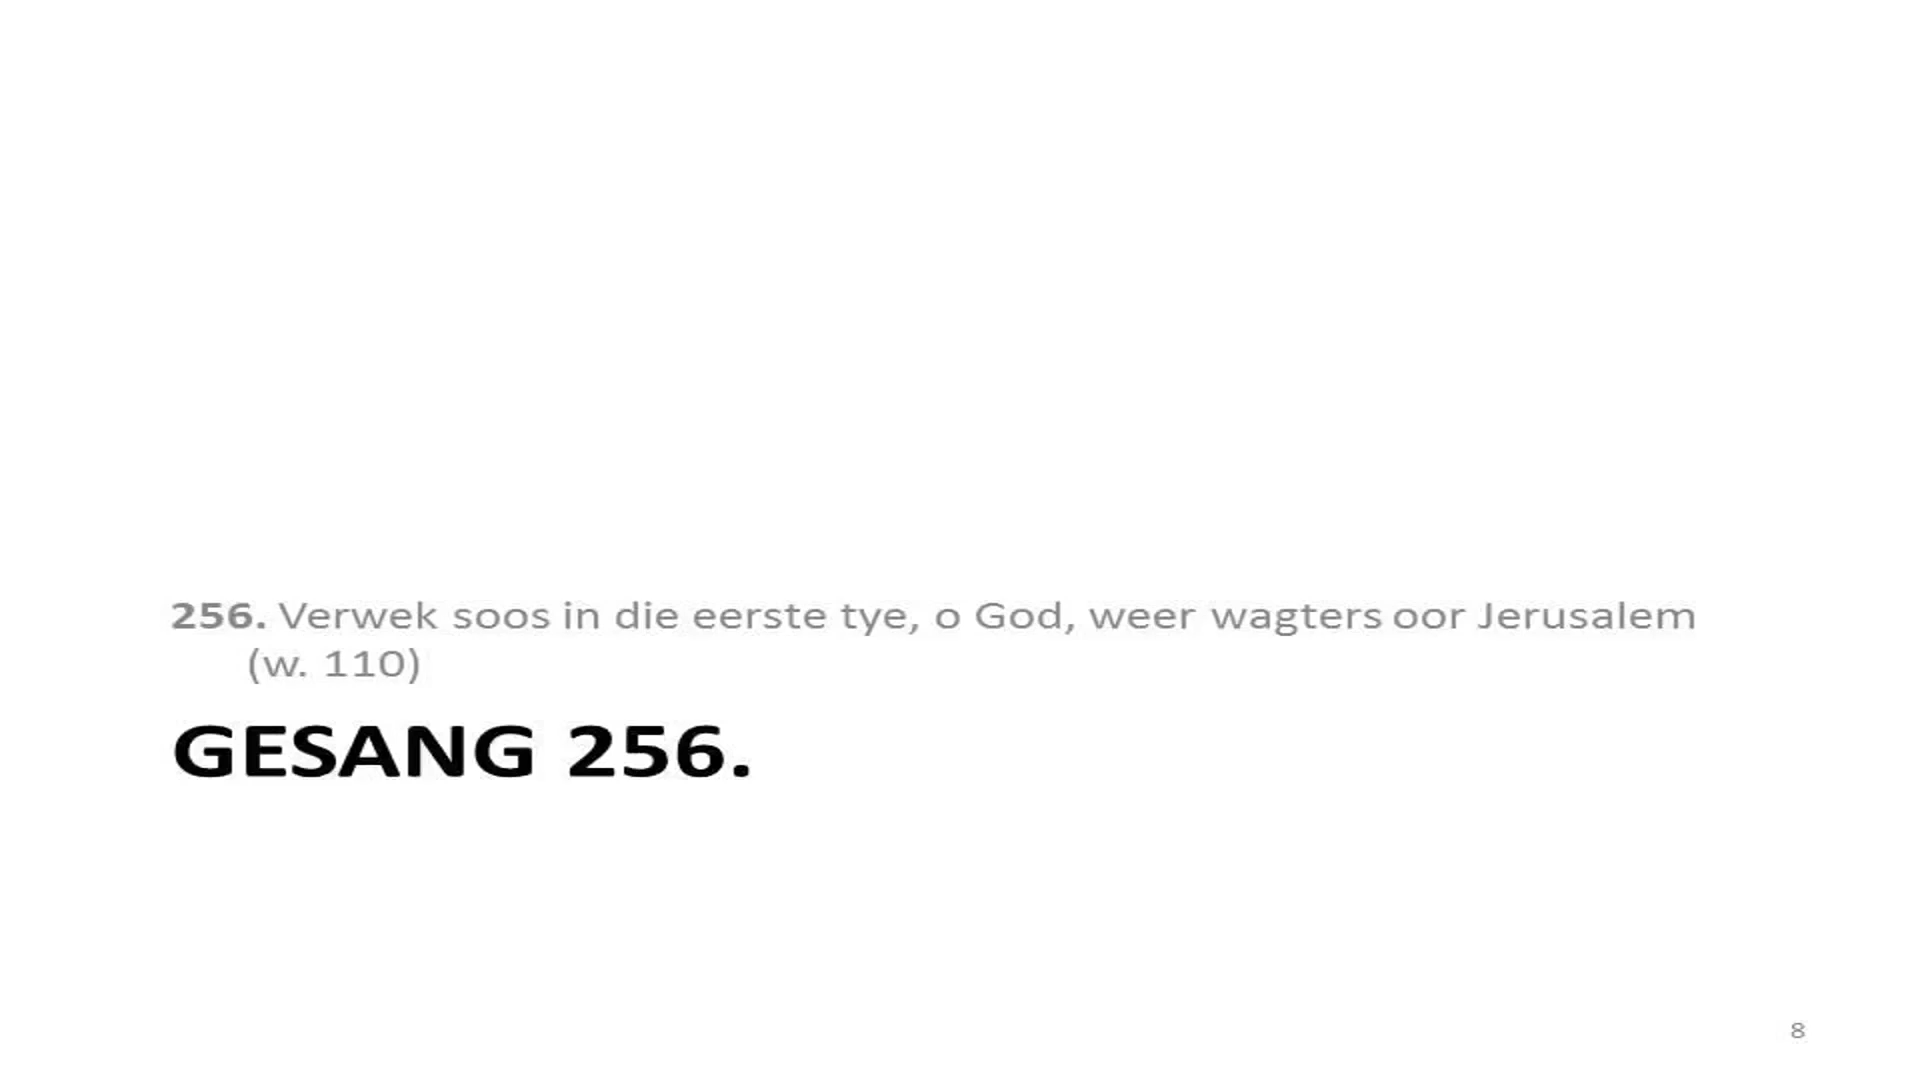 256. Verwek soos in die eerste tye, o God, weer wagters oor Jerusalem
(w. 110)
GESANG 256.
8